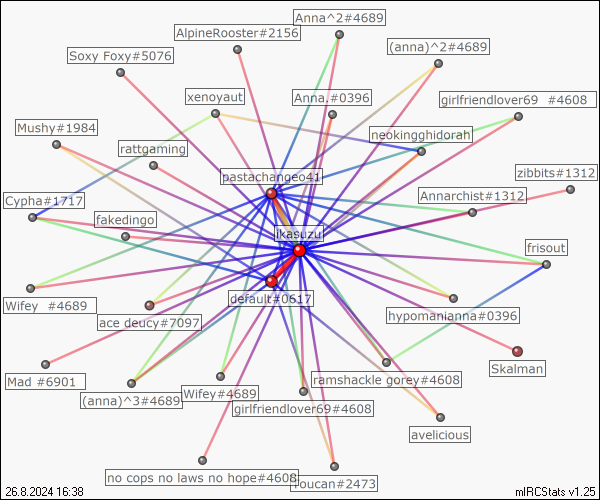 Anna^2#4689
AlpineRooster#2156
(anna)^2#4689
Soxy Foxy#5076
xenoyaut
Anna.#0396
girlfriendlover69 #4608
Mushy#1984
neokingghidorah
rattgaming
pastachangeo41
zibbits#1312
Cypha#1717
Annarchist#1312
fakedingo
ikasuzu
frisout
default#0617
Wifey #4689
ace deucy#7097
hypomanianna#0396
Skalman
Mad #6901
ramshackle gorey#4608
(anna)^3#4689
Wifey#4689
girlfriendlover69#4608
avelicious
no cops no laws no hope#4608
Toucan#2473
26.8.2024 16:38
mIRCStats v1.25